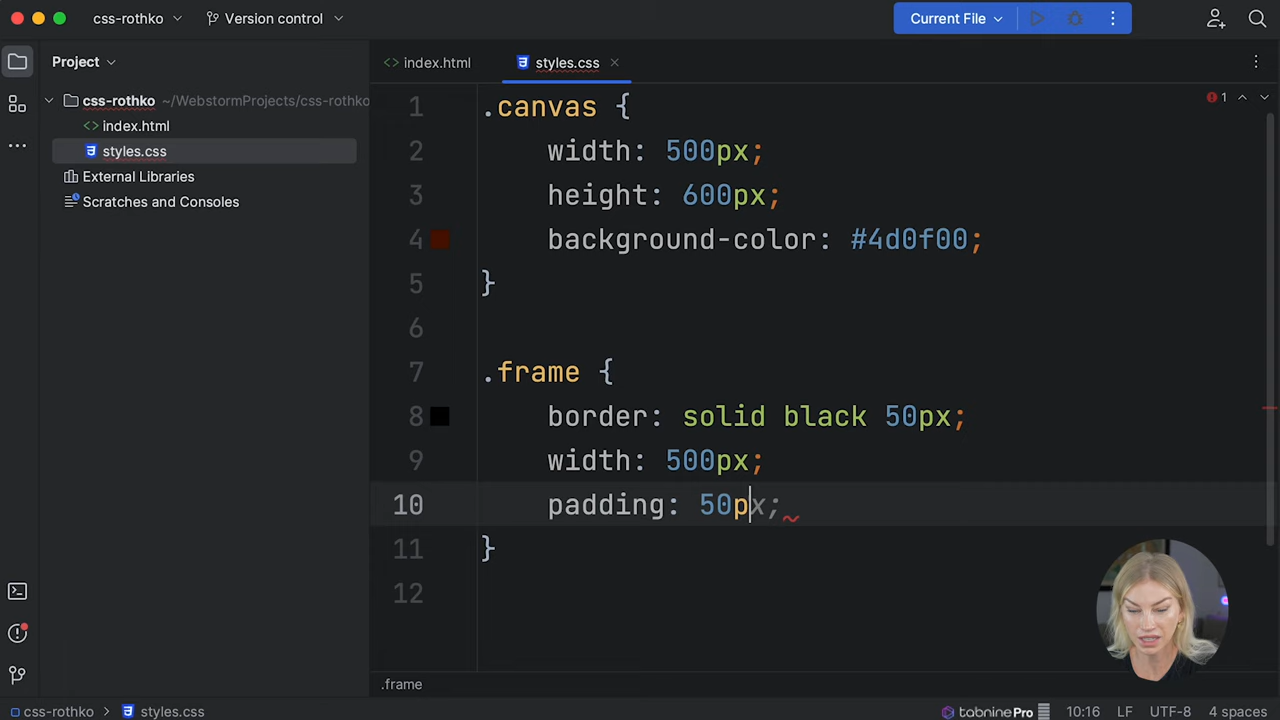 css-rothko
Version control
Current File
Project
index.html
styles.css
css-rothko ~/WebstormProjects/css-rothko
index.html
styles.css
External Libraries
Scratches and Consoles
1
1 .canvas {
2 width: 500px;
3 height: 600px;
4 background-color: #4d0f00;
5 }
6
7 .frame {
8 border: solid black 50px;
9 width: 500px;
10 padding: 50px;
11 }
12
.frame
css-rothko
styles.css
tabnine Pro
10:16
LF
UTF-8
4 spaces